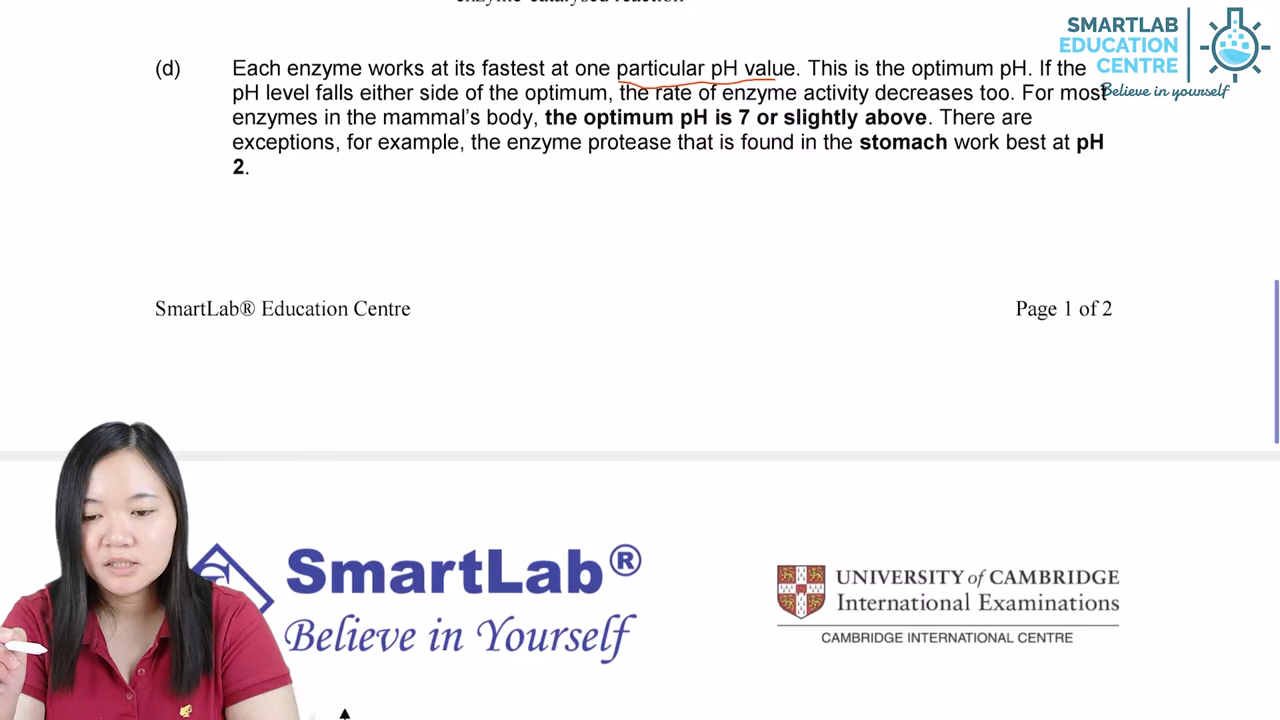 SMARTLAB
EDUCATION
CENTRE
Believe in yourself
(d) Each enzyme works at its fastest at one particular pH value. This is the optimum pH. If the
pH level falls either side of the optimum, the rate of enzyme activity decreases too. For most
enzymes in the mammal's body, the optimum pH is 7 or slightly above. There are
exceptions, for example, the enzyme protease that is found in the stomach work best at pH
2.
SmartLab® Education Centre Page 1 of 2
SmartLab®
Believe in Yourself
UNIVERSITY of CAMBRIDGE
International Examinations
CAMBRIDGE INTERNATIONAL CENTRE